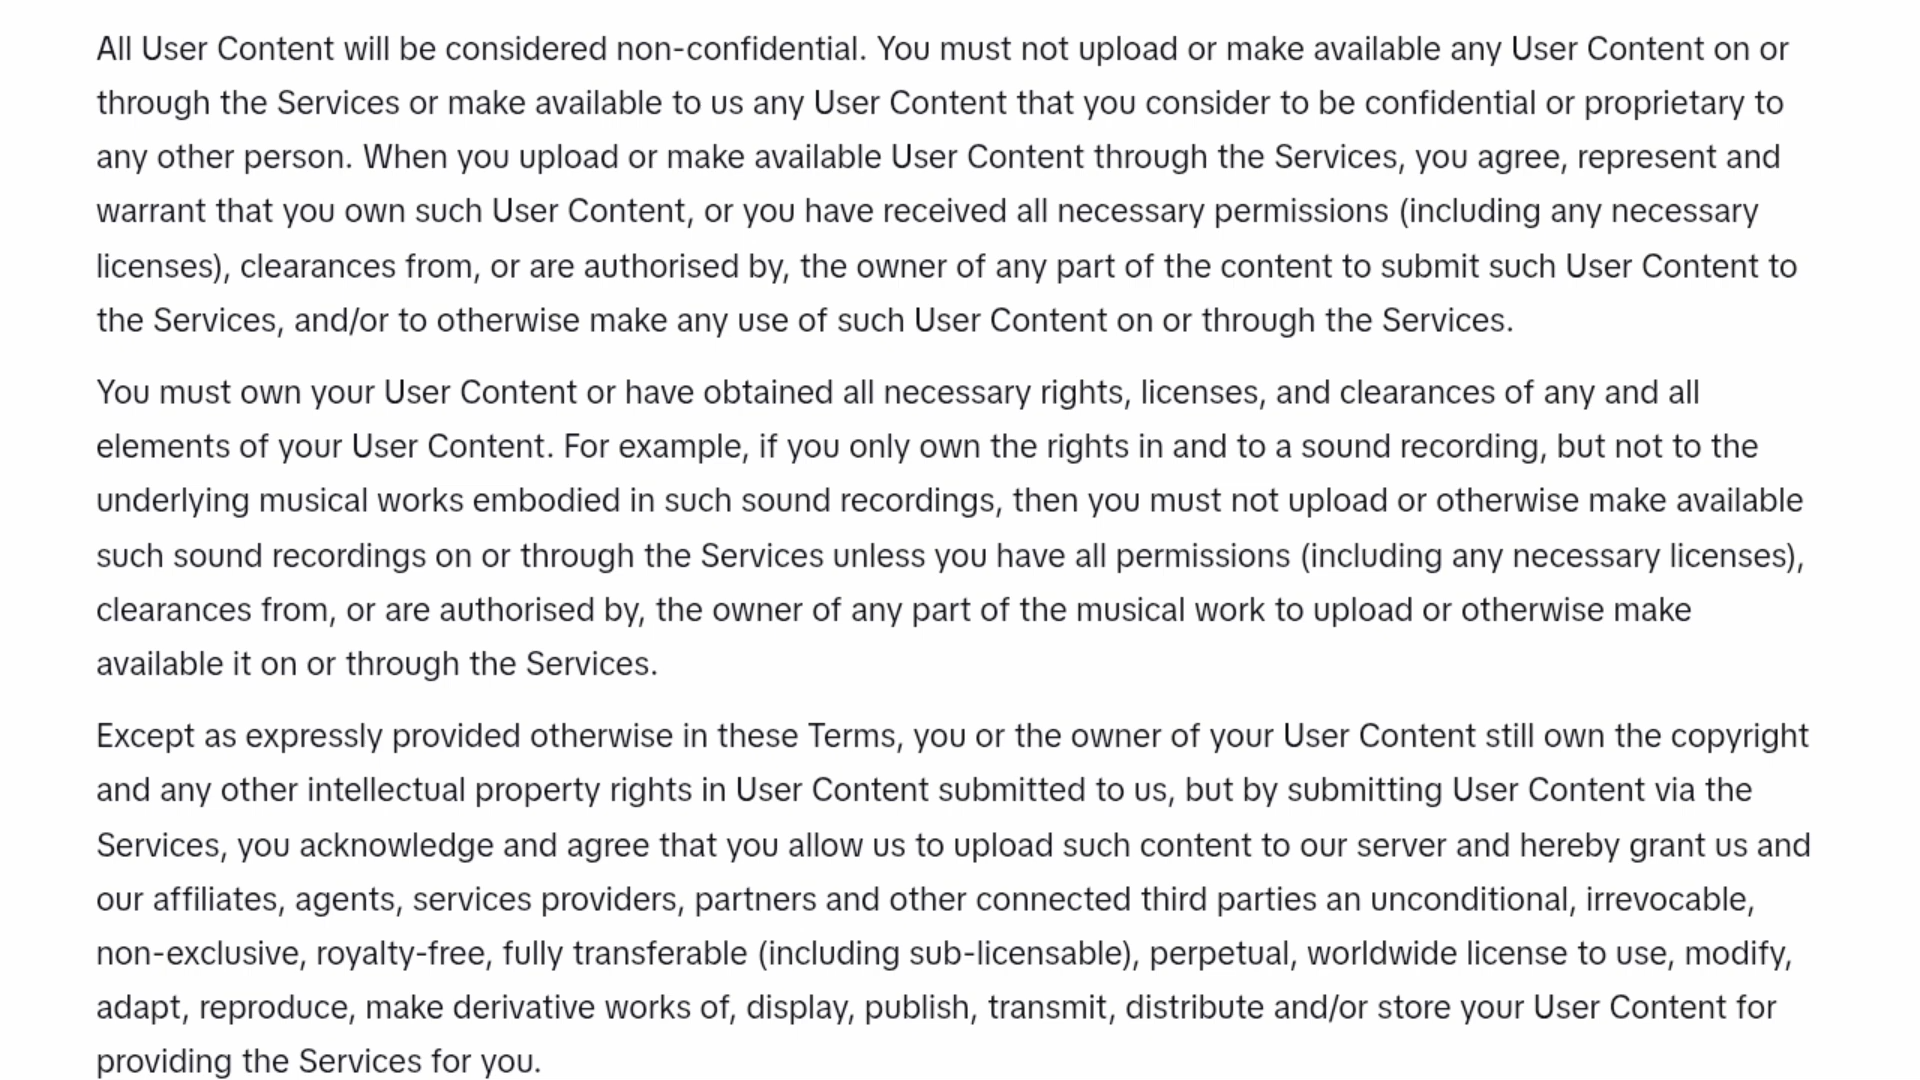 All User Content will be considered non-confidential. You must not upload or make available any User Content on or
through the Services or make available to us any User Content that you consider to be confidential or proprietary to
any other person. When you upload or make available User Content through the Services, you agree, represent and
warrant that you own such User Content, or you have received all necessary permissions (including any necessary
licenses), clearances from, or are authorised by, the owner of any part of the content to submit such User Content to
the Services, and/or to otherwise make any use of such User Content on or through the Services.
You must own your User Content or have obtained all necessary rights, licenses, and clearances of any and all
elements of your User Content. For example, if you only own the rights in and to a sound recording, but not to the
underlying musical works embodied in such sound recordings, then you must not upload or otherwise make available
such sound recordings on or through the Services unless you have all permissions (including any necessary licenses),
clearances from, or are authorised by, the owner of any part of the musical work to upload or otherwise make
available it on or through the Services.
Except as expressly provided otherwise in these Terms, you or the owner of your User Content still own the copyright
and any other intellectual property rights in User Content submitted to us, but by submitting User Content via the
Services, you acknowledge and agree that you allow us to upload such content to our server and hereby grant us and
our affiliates, agents, services providers, partners and other connected third parties an unconditional, irrevocable,
non-exclusive, royalty-free, fully transferable (including sub-licensable), perpetual, worldwide license to use, modify,
adapt, reproduce, make derivative works of, display, publish, transmit, distribute and/or store your User Content for
providing the Services for you.